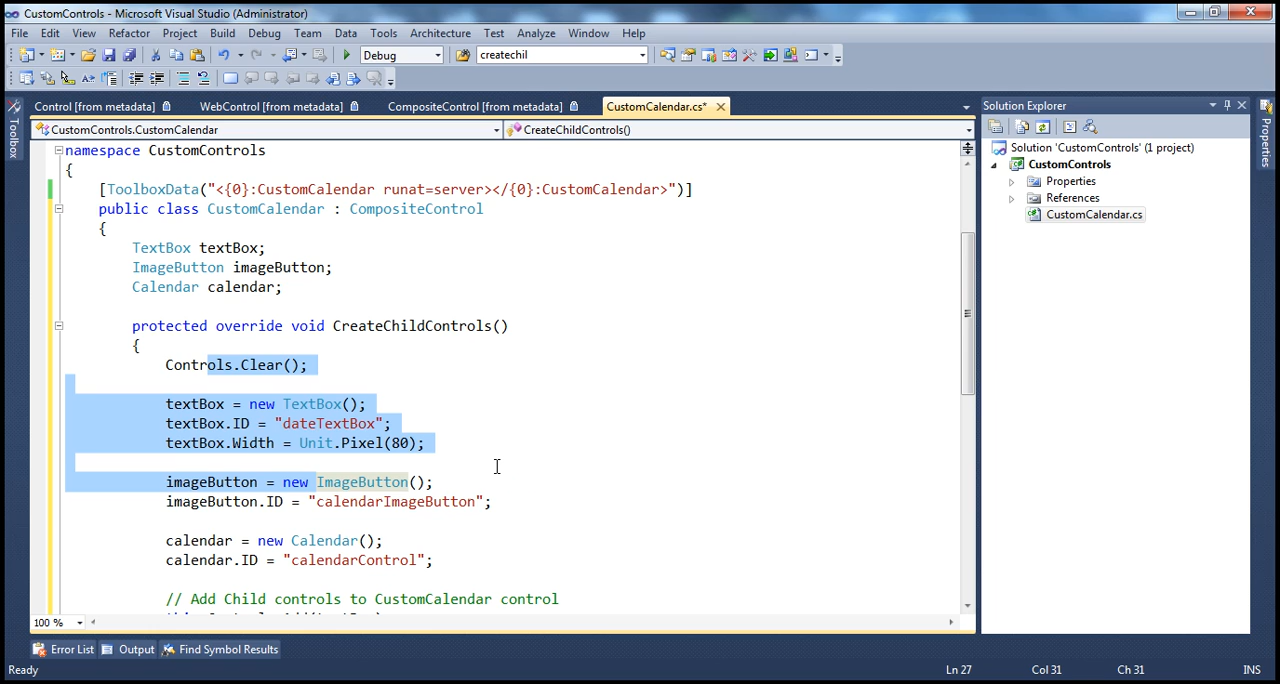 CustomControls - Microsoft Visual Studio (Administrator)
File Edit View Refactor Project Build Debug Team Data Tools Architecture Test Analyze Window Help
Debug createchil
Control [from metadata] WebControl [from metadata] CompositeControl [from metadata] CustomCalendar.cs*
Solution Explorer
CustomControls.CustomCalendar CreateChildControls()
Toolbox
Properties
namespace CustomControls
{
[ToolboxData("<{0}:CustomCalendar runat=server></{0}:CustomCalendar>")]
public class CustomCalendar : CompositeControl
{
TextBox textBox;
ImageButton imageButton;
Calendar calendar;
protected override void CreateChildControls()
{
Controls.Clear();
textBox = new TextBox();
textBox.ID = "dateTextBox";
textBox.Width = Unit.Pixel(80);
imageButton = new ImageButton();
imageButton.ID = "calendarImageButton";
calendar = new Calendar();
calendar.ID = "calendarControl";
// Add Child controls to CustomCalendar control
Solution 'CustomControls' (1 project)
CustomControls
Properties
References
CustomCalendar.cs
100 %
Error List Output Find Symbol Results
Ready Ln 27 Col 31 Ch 31 INS